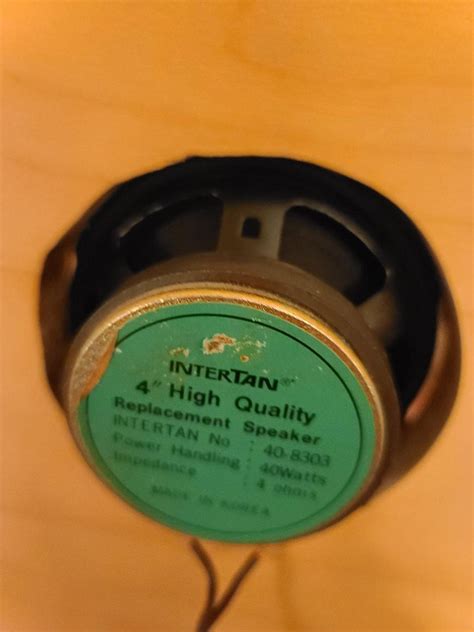 INTERTAN®
4" High Quality
Replacement Speaker
INTERTAN No : 40-8303
Power Handling : 40Watts
Impedance : 4 ohms
MADE IN KOREA